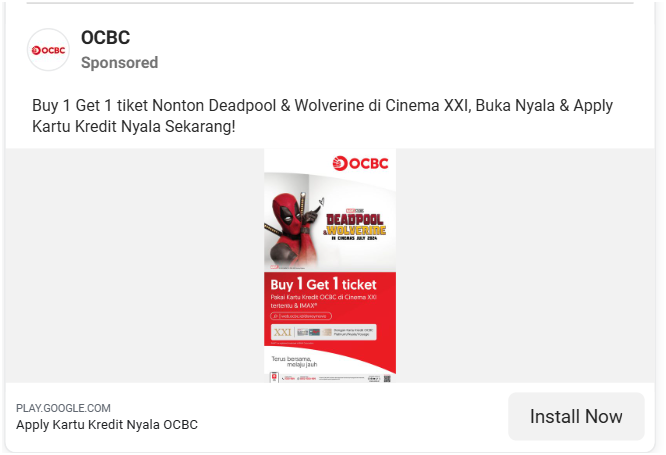 OCBC
OCBC
Sponsored
Buy 1 Get 1 tiket Nonton Deadpool & Wolverine di Cinema XXI, Buka Nyala & Apply
Kartu Kredit Nyala Sekarang!
OCBC
DEADPOOL
& WOLVERINE
IN CINEMAS JULY 2024
Buy 1 Get 1 ticket
Pakai Kartu Kredit OCBC di Cinema XXI
tertentu & IMAX*
XXI
Terus bersama,
melaju jauh
PLAY.GOOGLE.COM
Apply Kartu Kredit Nyala OCBC
Install Now